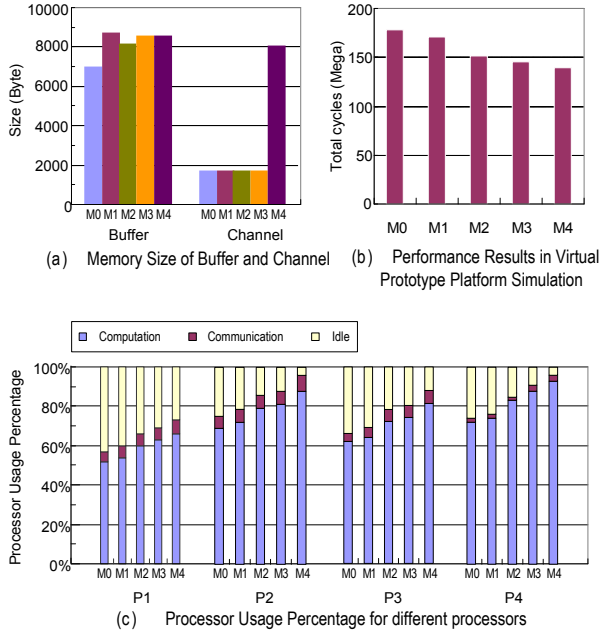 10000
8000
6000
4000
2000
0
Size (Byte)
M0 M1 M2 M3 M4 M0 M1 M2 M3 M4
Buffer Channel
(a) Memory Size of Buffer and Channel
200
150
100
50
0
Total cycles (Mega)
M0 M1 M2 M3 M4
(b) Performance Results in Virtual
Prototype Platform Simulation
Computation Communication Idle
100%
80%
60%
40%
20%
0%
Processor Usage Percentage
M0 M1 M2 M3 M4 M0 M1 M2 M3 M4 M0 M1 M2 M3 M4 M0 M1 M2 M3 M4
P1 P2 P3 P4
(c) Processor Usage Percentage for different processors